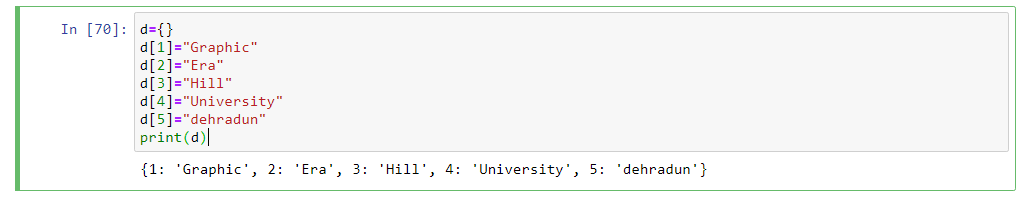 In [70]: d={}
d[1]="Graphic"
d[2]="Era"
d[3]="Hill"
d[4]="University"
d[5]="dehradun"
print(d)
{1: 'Graphic', 2: 'Era', 3: 'Hill', 4: 'University', 5: 'dehradun'}